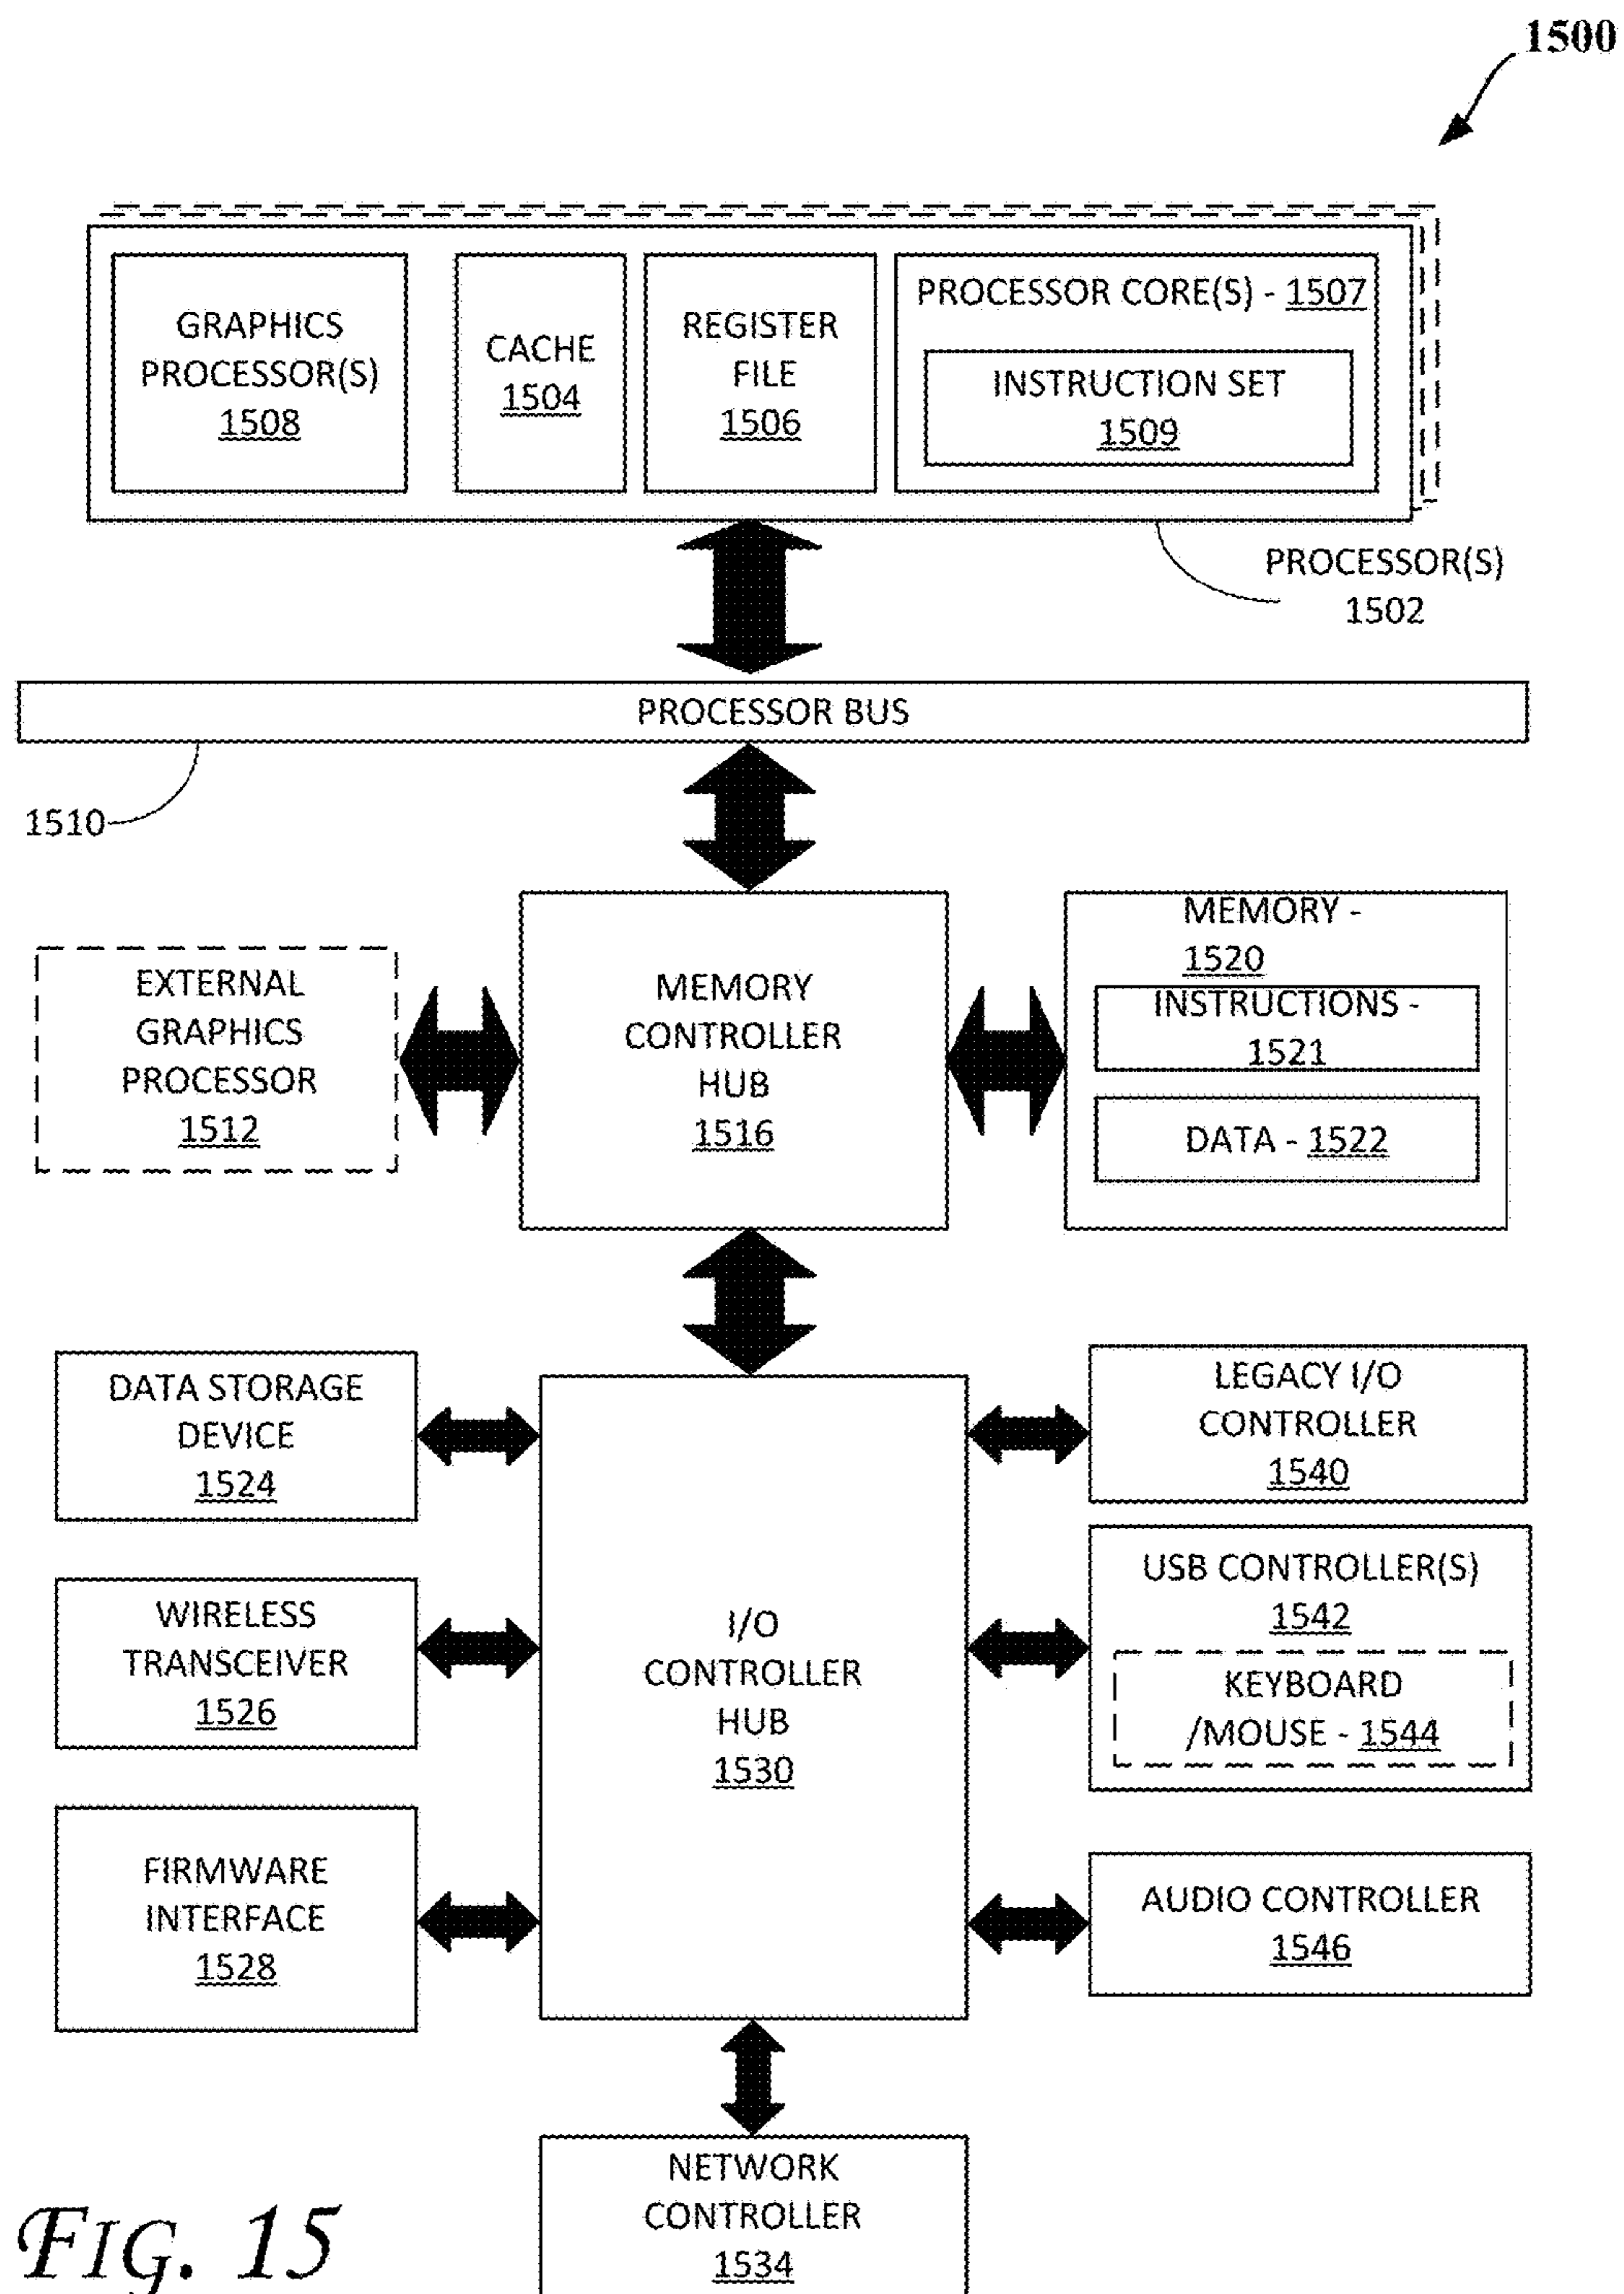 1500
GRAPHICS
PROCESSOR(S)
1508
CACHE
1504
REGISTER
FILE
1506
PROCESSOR CORE(S) - 1507
INSTRUCTION SET
1509
PROCESSOR(S)
1502
PROCESSOR BUS
1510
EXTERNAL
GRAPHICS
PROCESSOR
1512
MEMORY
CONTROLLER
HUB
1516
MEMORY -
1520
INSTRUCTIONS -
1521
DATA - 1522
DATA STORAGE
DEVICE
1524
WIRELESS
TRANSCEIVER
1526
FIRMWARE
INTERFACE
1528
I/O
CONTROLLER
HUB
1530
LEGACY I/O
CONTROLLER
1540
USB CONTROLLER(S)
1542
KEYBOARD
/MOUSE - 1544
AUDIO CONTROLLER
1546
NETWORK
CONTROLLER
1534
FIG. 15